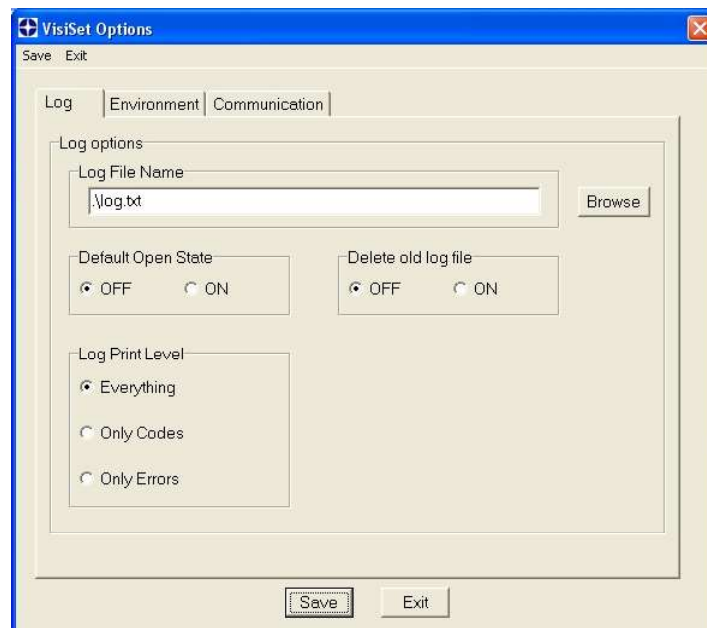 VisiSet Options
Save Exit
Log Environment Communication
Log options
Log File Name
.\log.txt
Browse
Default Open State
OFF ON
Delete old log file
OFF ON
Log Print Level
Everything
Only Codes
Only Errors
Save Exit